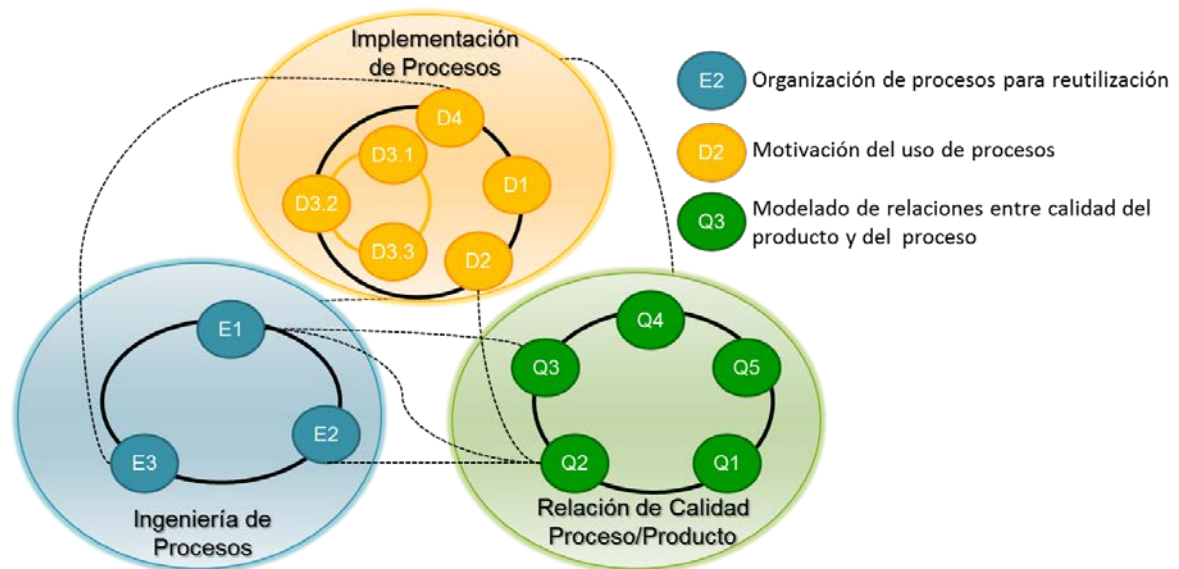 Implementación
de Procesos
D4
D3.1
D1
D3.2
D3.3
D2
E2 Organización de procesos para reutilización
D2 Motivación del uso de procesos
Q3 Modelado de relaciones entre calidad del
producto y del proceso
E1
E2
E3
Ingeniería de
Procesos
Q4
Q3
Q5
Q2
Q1
Relación de Calidad
Proceso/Producto